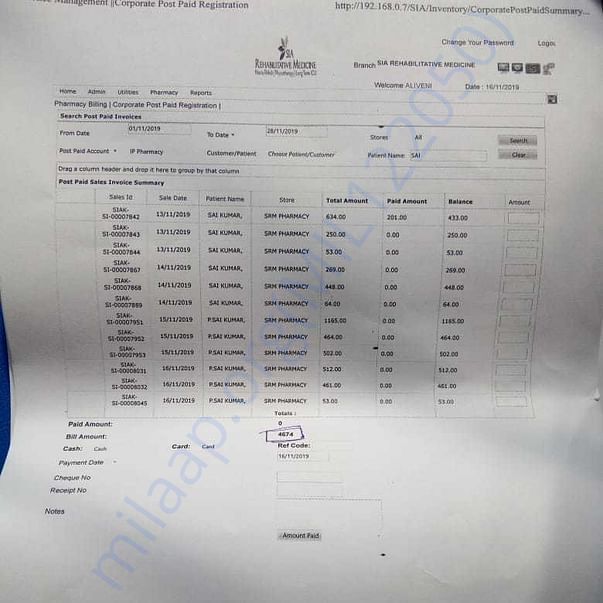 Management ||Corporate Post Paid Registration http://192.168.0.7/SIA/Inventory/CorporatePostPaidSummary...
Change Your Password Logou
SIA
REHABILITATIVE MEDICINE
Branch SIA REHABILITATIVE MEDICINE
Welcome ALIVENI Date : 16/11/2019
Home Admin Utilities Pharmacy Reports
Pharmacy Billing | Corporate Post Paid Registration |
Search Post Paid Invoices
From Date 01/11/2019 To Date * 28/11/2019 Stores All Search
Post Paid Account * IP Pharmacy Customer/Patient Choose Patient/Customer Patient Name: SAI Clear
Drag a column header and drop it here to group by that column
Post Paid Sales Invoice Summary
Sales Id Sale Date Patient Name Store Total Amount Paid Amount Balance Amount
SIAK-SI-00007842 13/11/2019 SAI KUMAR, SRM PHARMACY 634.00 201.00 433.00
SIAK-SI-00007843 13/11/2019 SAI KUMAR, SRM PHARMACY 250.00 0.00 250.00
SIAK-SI-00007844 13/11/2019 SAI KUMAR, SRM PHARMACY 53.00 0.00 53.00
SIAK-SI-00007867 14/11/2019 SAI KUMAR, SRM PHARMACY 269.00 0.00 269.00
SIAK-SI-00007868 14/11/2019 SAI KUMAR, SRM PHARMACY 448.00 0.00 448.00
SIAK-SI-00007869 14/11/2019 SAI KUMAR, SRM PHARMACY 64.00 0.00 64.00
SIAK-SI-00007951 15/11/2019 P.SAI KUMAR, SRM PHARMACY 1165.00 0.00 1165.00
SIAK-SI-00007952 15/11/2019 P.SAI KUMAR, SRM PHARMACY 464.00 0.00 464.00
SIAK-SI-00007953 15/11/2019 P.SAI KUMAR, SRM PHARMACY 502.00 0.00 502.00
SIAK-SI-00008031 16/11/2019 P.SAI KUMAR, SRM PHARMACY 512.00 0.00 512.00
SIAK-SI-00008032 16/11/2019 P.SAI KUMAR, SRM PHARMACY 461.00 0.00 461.00
SIAK-SI-00008045 16/11/2019 P.SAI KUMAR, SRM PHARMACY 53.00 0.00 53.00
Totals :
Paid Amount: 0
Bill Amount: 4674
Cash: Cash Card: Card Ref Code:
Payment Date 16/11/2019
Cheque No
Receipt No
Notes
Amount Paid